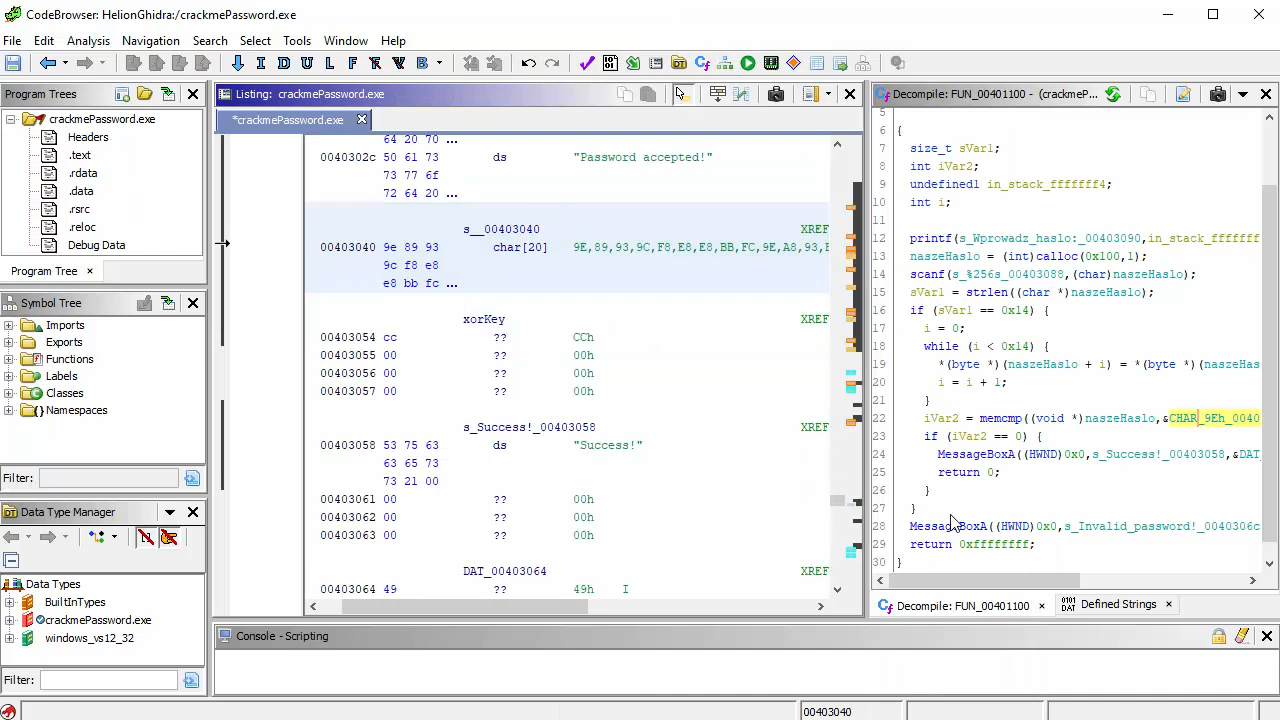 CodeBrowser: HelionGhidra:/crackmePassword.exe
File Edit Analysis Navigation Search Select Tools Window Help
I D U L F V B
Program Trees
crackmePassword.exe
Headers
.text
.rdata
.data
.rsrc
.reloc
Debug Data
Program Tree ×
Symbol Tree
Imports
Exports
Functions
Labels
Classes
Namespaces
Filter:
Data Type Manager
Data Types
BuiltInTypes
crackmePassword.exe
windows_vs12_32
Filter:
Listing: crackmePassword.exe
*crackmePassword.exe
64 20 70 ...
0040302c 50 61 73 ds "Password accepted!"
73 77 6f
72 64 20 ...
s__00403040 XREF
00403040 9e 89 93 char[20] 9E,89,93,9C,F8,E8,E8,BB,FC,9E,A8,93,
9c f8 e8
e8 bb fc ...
xorKey XREF
00403054 cc ?? CCh
00403055 00 ?? 00h
00403056 00 ?? 00h
00403057 00 ?? 00h
s_Success!_00403058 XREF
00403058 53 75 63 ds "Success!"
63 65 73
73 21 00
00403061 00 ?? 00h
00403062 00 ?? 00h
00403063 00 ?? 00h
DAT_00403064 XREF
00403064 49 ?? 49h I
Decompile: FUN_00401100 - (crackmeP...
5
6 {
7 size_t sVar1;
8 int iVar2;
9 undefined1 in_stack_fffffff4;
10 int i;
11
12 printf(s_Wprowadz_haslo:_00403090,in_stack_fffffff
13 naszeHaslo = (int)calloc(0x100,1);
14 scanf(s_%256s_00403088,(char)naszeHaslo);
15 sVar1 = strlen((char *)naszeHaslo);
16 if (sVar1 == 0x14) {
17 i = 0;
18 while (i < 0x14) {
19 *(byte *)(naszeHaslo + i) = *(byte *)(naszeHas
20 i = i + 1;
21 }
22 iVar2 = memcmp((void *)naszeHaslo,&CHAR_9Eh_0040
23 if (iVar2 == 0) {
24 MessageBoxA((HWND)0x0,s_Success!_00403058,&DA
25 return 0;
26 }
27 }
28 MessageBoxA((HWND)0x0,s_Invalid_password!_0040306c
29 return 0xffffffff;
30 }
Decompile: FUN_00401100 × Defined Strings ×
Console - Scripting
00403040